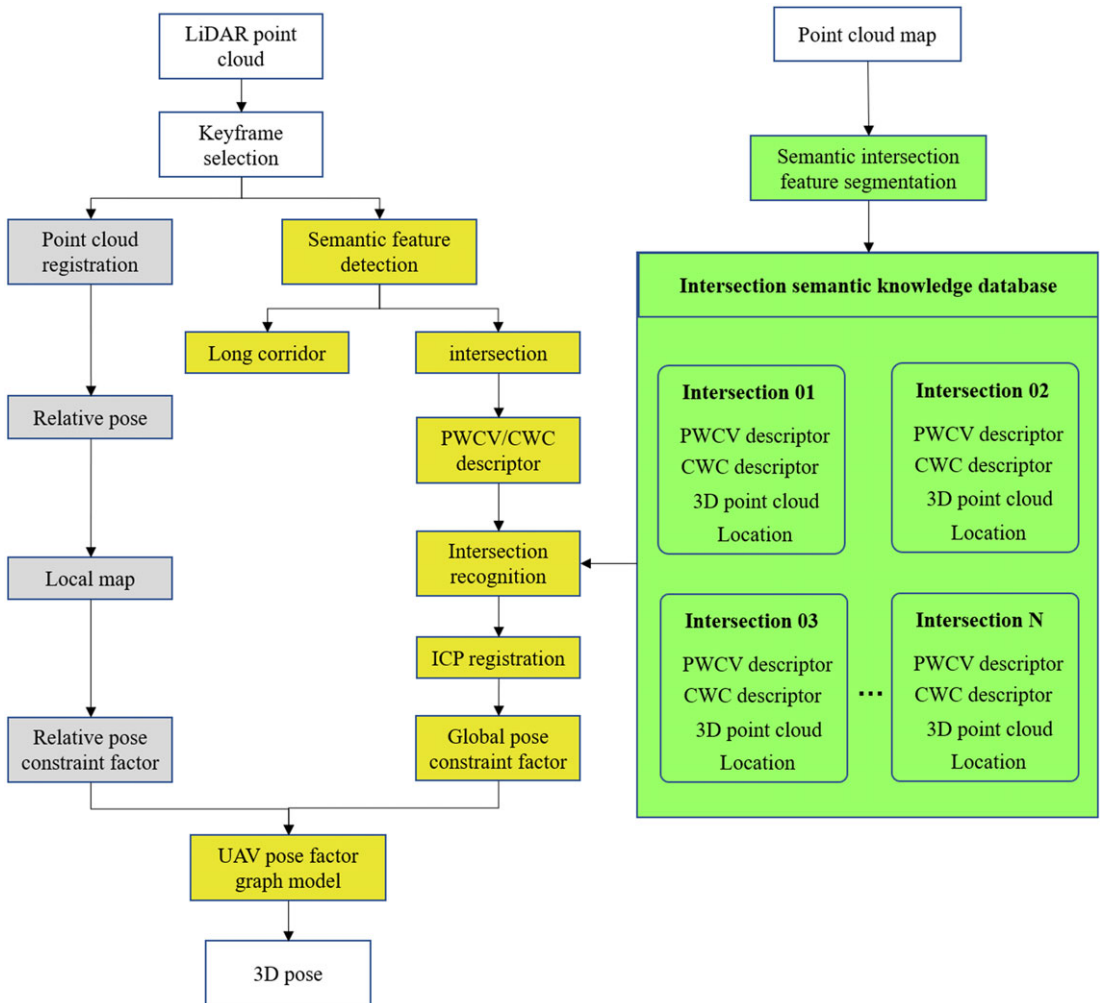 LiDAR point
cloud
Keyframe
selection
Point cloud
registration
Relative pose
Local map
Relative pose
constraint factor
Semantic feature
detection
Long corridor
intersection
PWCV/CWC
descriptor
Intersection
recognition
ICP registration
Global pose
constraint factor
UAV pose factor
graph model
3D pose
Point cloud map
Semantic intersection
feature segmentation
Intersection semantic knowledge database
Intersection 01
PWCV descriptor
CWC descriptor
3D point cloud
Location
Intersection 02
PWCV descriptor
CWC descriptor
3D point cloud
Location
Intersection 03
PWCV descriptor
CWC descriptor
3D point cloud
Location
...
Intersection N
PWCV descriptor
CWC descriptor
3D point cloud
Location